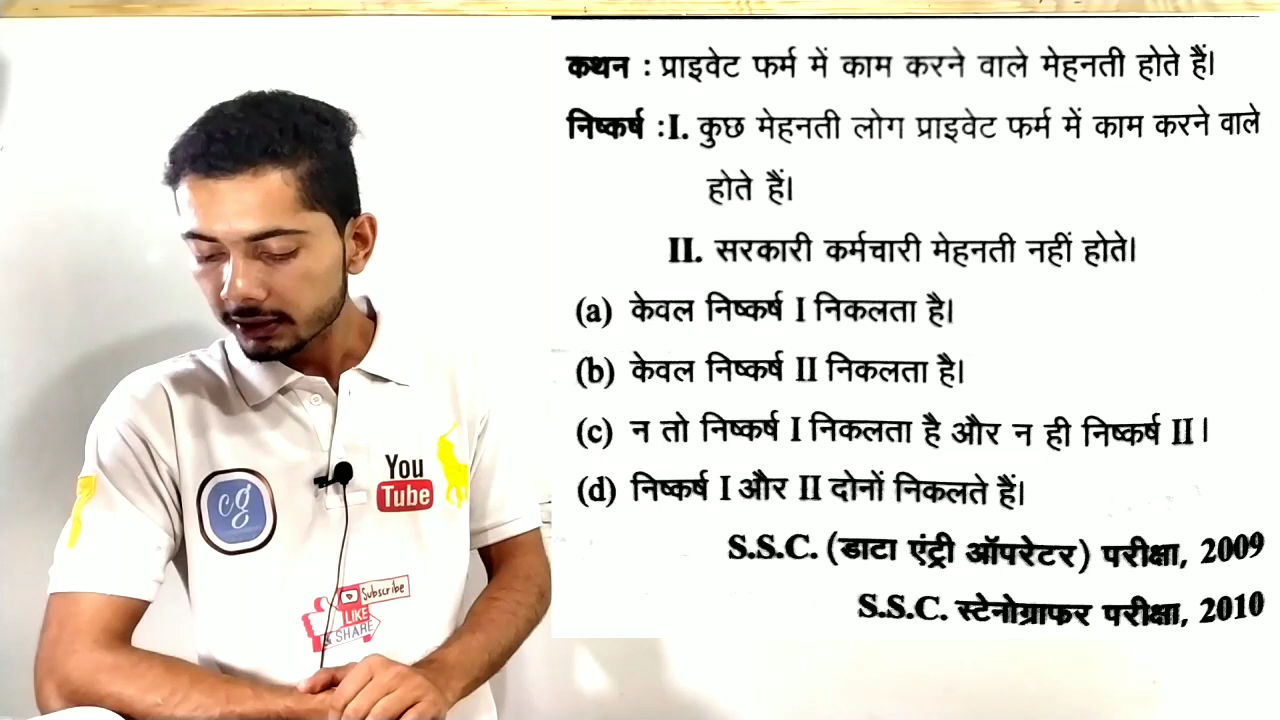 कथन : प्राइवेट फर्म में काम करने वाले मेहनती होते हैं।
निष्कर्ष :I. कुछ मेहनती लोग प्राइवेट फर्म में काम करने वाले
होते हैं।
II. सरकारी कर्मचारी मेहनती नहीं होते।
(a) केवल निष्कर्ष I निकलता है।
(b) केवल निष्कर्ष II निकलता है।
(c) न तो निष्कर्ष I निकलता है और न ही निष्कर्ष II।
(d) निष्कर्ष I और II दोनों निकलते हैं।
S.S.C. (डाटा एंट्री ऑपरेटर) परीक्षा, 2009
S.S.C. स्टेनोग्राफर परीक्षा, 2010
cg
You
Tube
Subscribe
LIKE
& SHARE